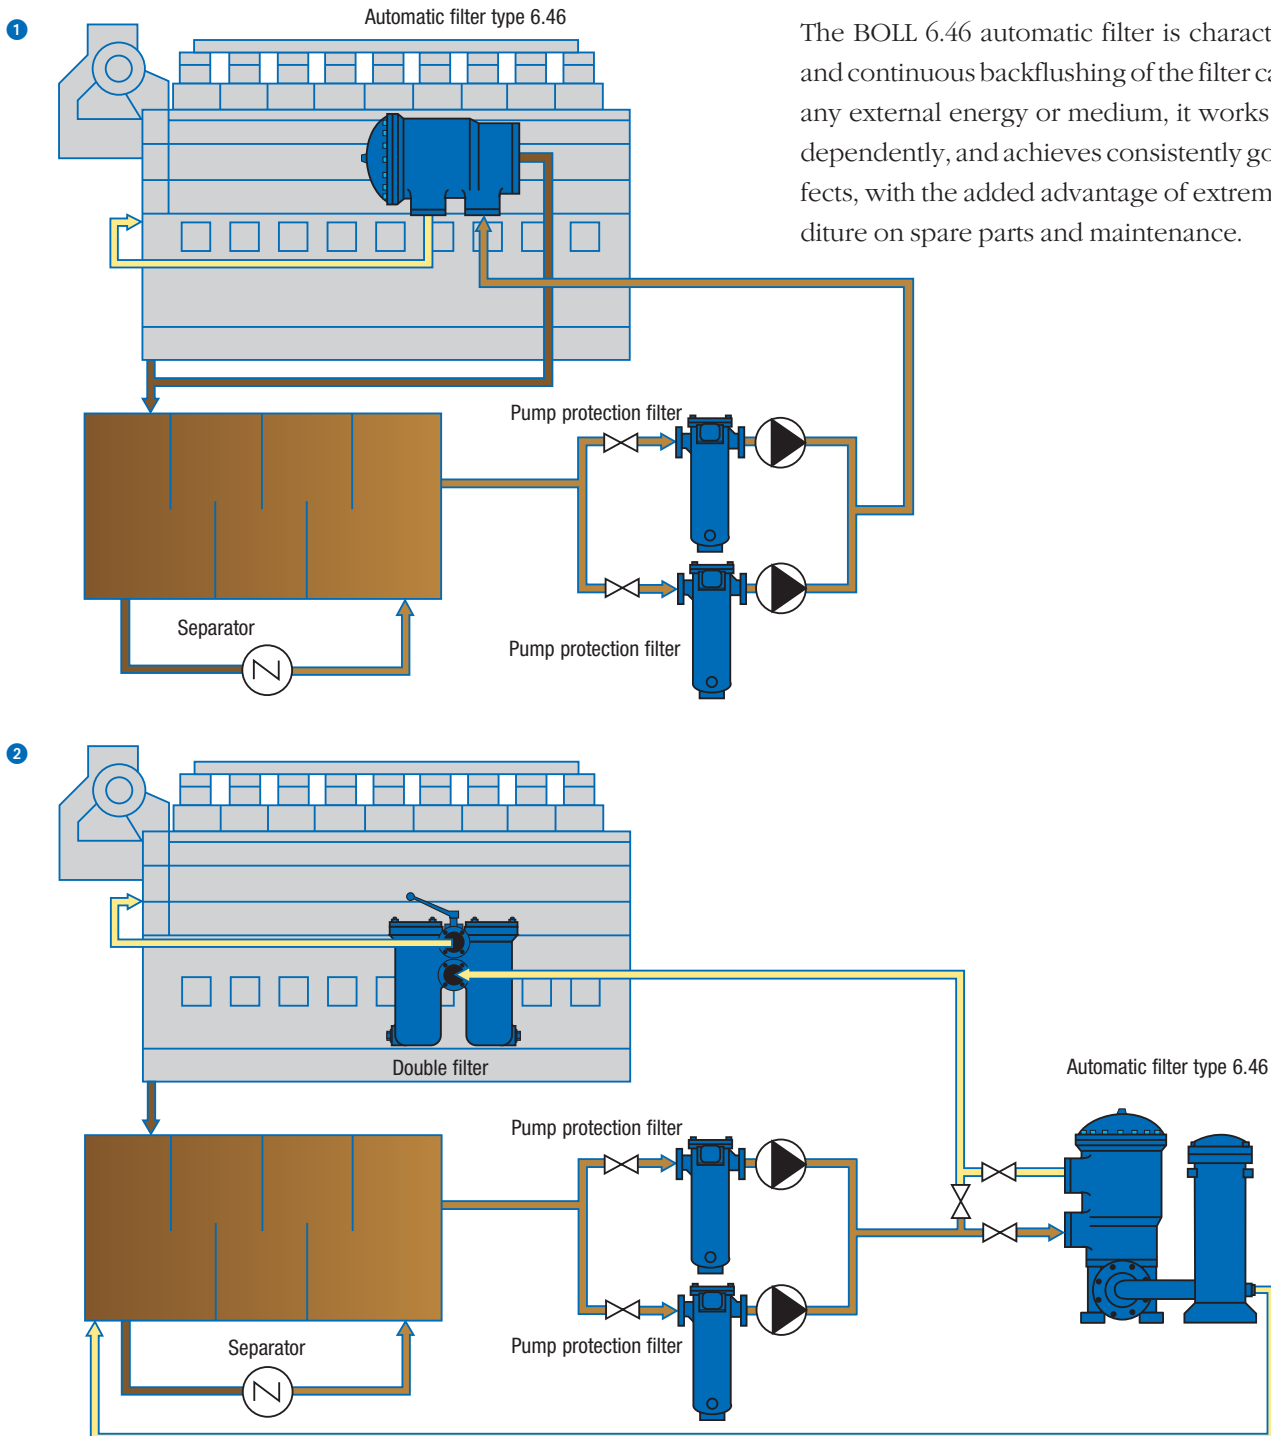 1
Automatic filter type 6.46
The BOLL 6.46 automatic filter is charact
and continuous backflushing of the filter ca
any external energy or medium, it works
dependently, and achieves consistently go
fects, with the added advantage of extrem
diture on spare parts and maintenance.
Pump protection filter
Separator
Pump protection filter
2
Double filter
Automatic filter type 6.46
Pump protection filter
Separator
Pump protection filter